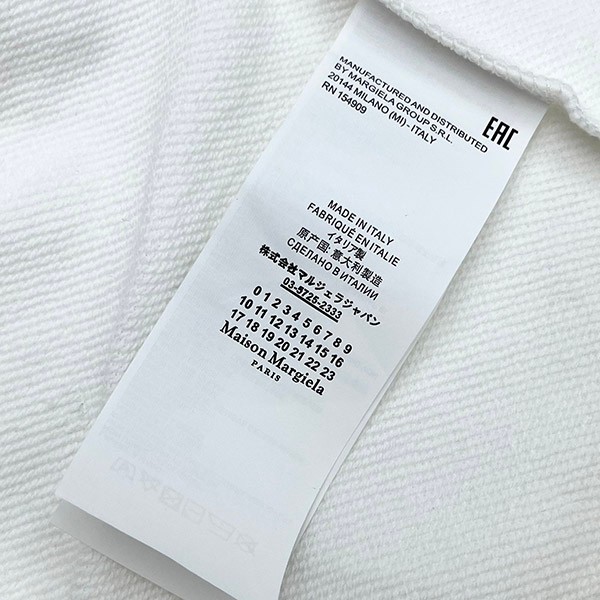 MANUFACTURED AND DISTRIBUTED
BY MARGIELA GROUP S.R.L.
20144 MILANO (MI) - ITALY
RN 154909
EAC
MADE IN ITALY
FABRIQUÉ EN ITALIE
イタリア製
原产国: 意大利製造
СДЕЛАНО В ИТАЛИИ
株式会社マルジェラジャパン
03-5725-2333
0 1 2 3 4 5 6 7 8 9
10 11 12 13 14 15 16
17 18 19 20 21 22 23
Maison Margiela
PARIS